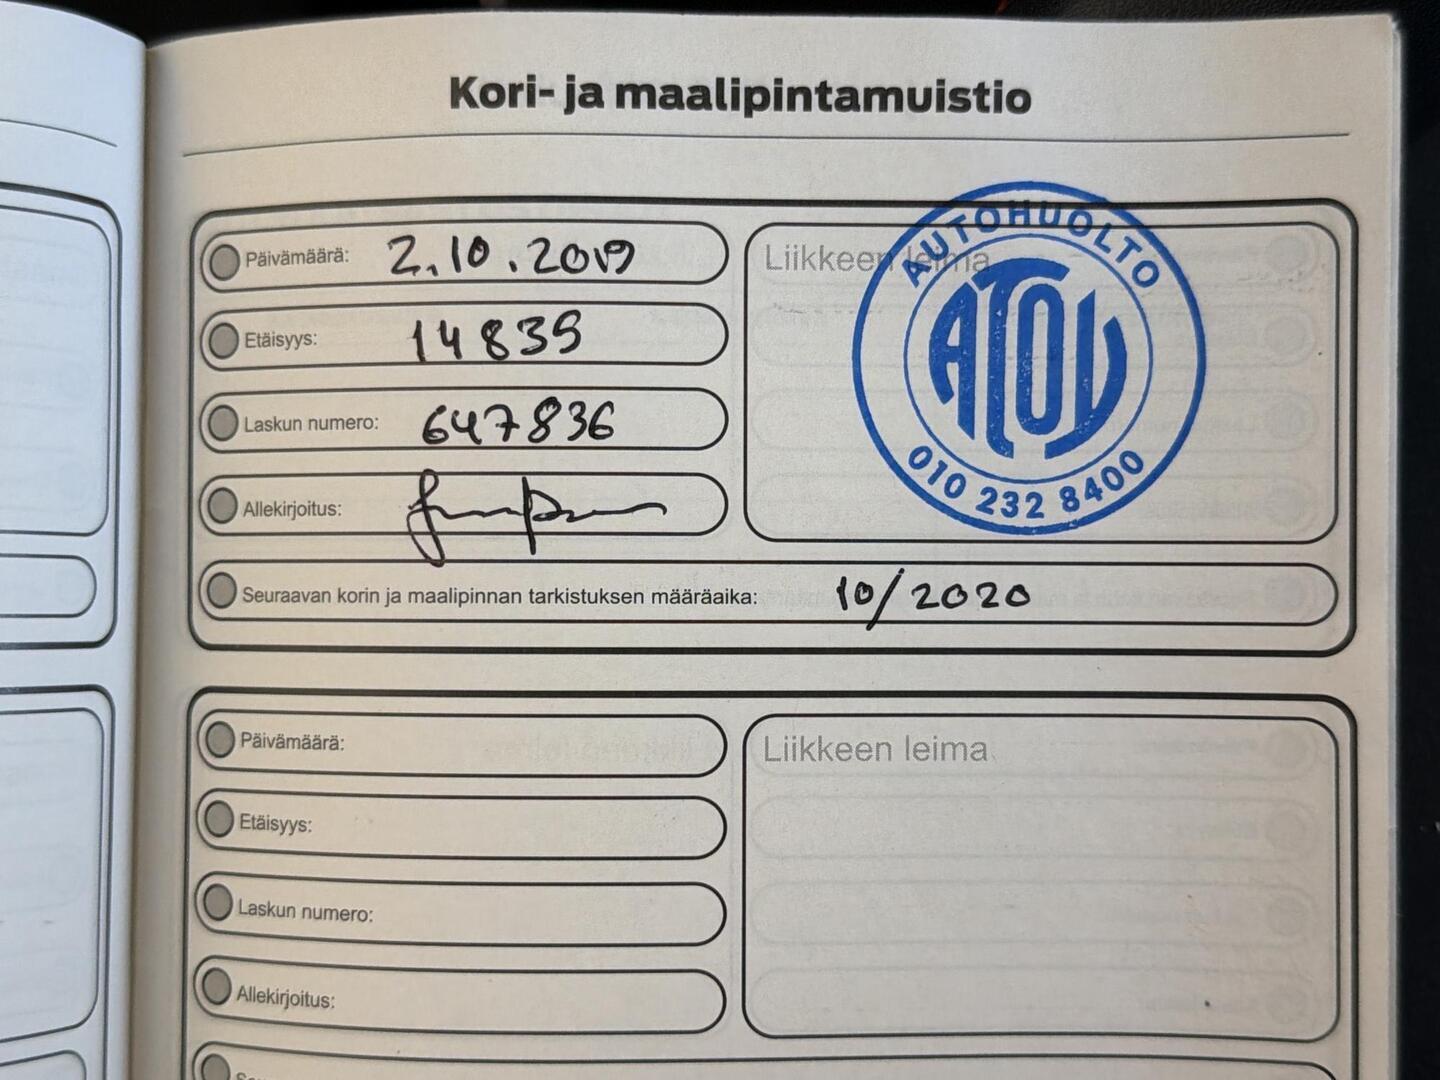 Kori- ja maalipintamuistio
Päivämäärä: 2.10.2019
Etäisyys: 14839
Laskun numero: 647836
Allekirjoitus:
Liikkeen leima
AUTOHUOLTO
ATOY
010 232 8400
Seuraavan korin ja maalipinnan tarkistuksen määräaika: 10/2020
Päivämäärä:
Etäisyys:
Laskun numero:
Allekirjoitus:
Liikkeen leima